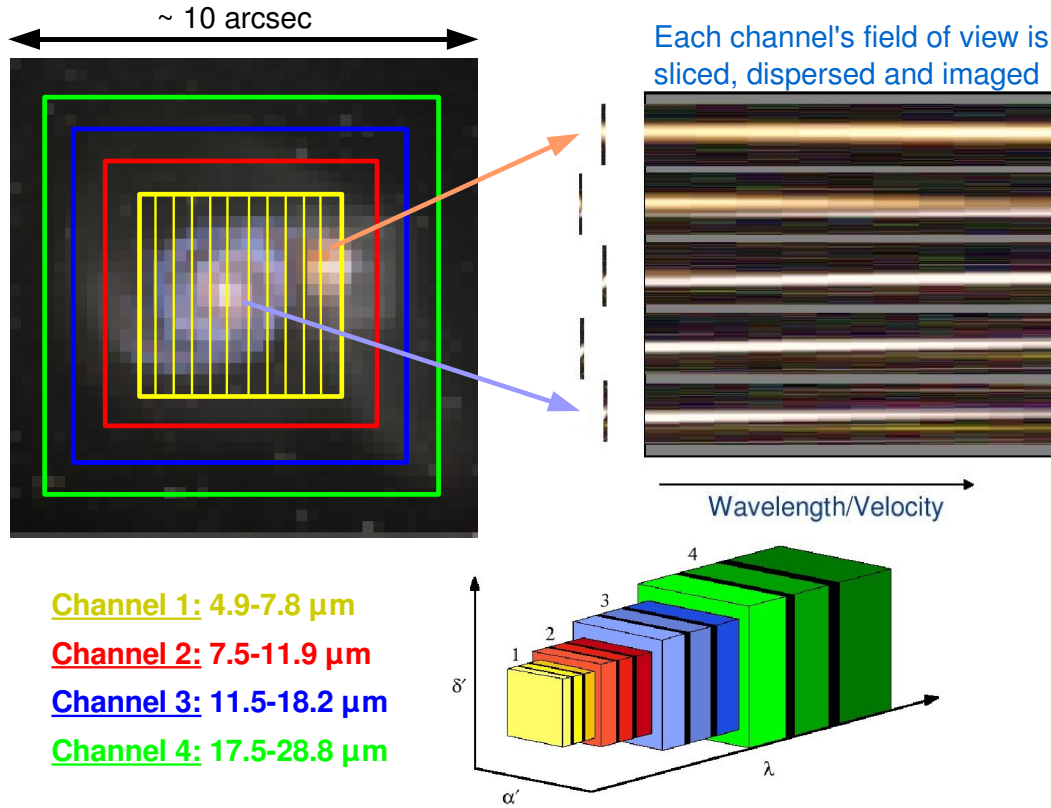 ~ 10 arcsec
Each channel's field of view is
sliced, dispersed and imaged
Wavelength/Velocity
Channel 1: 4.9-7.8 µm
Channel 2: 7.5-11.9 µm
Channel 3: 11.5-18.2 µm
Channel 4: 17.5-28.8 µm
4
3
2
1
δ′
α′
λ